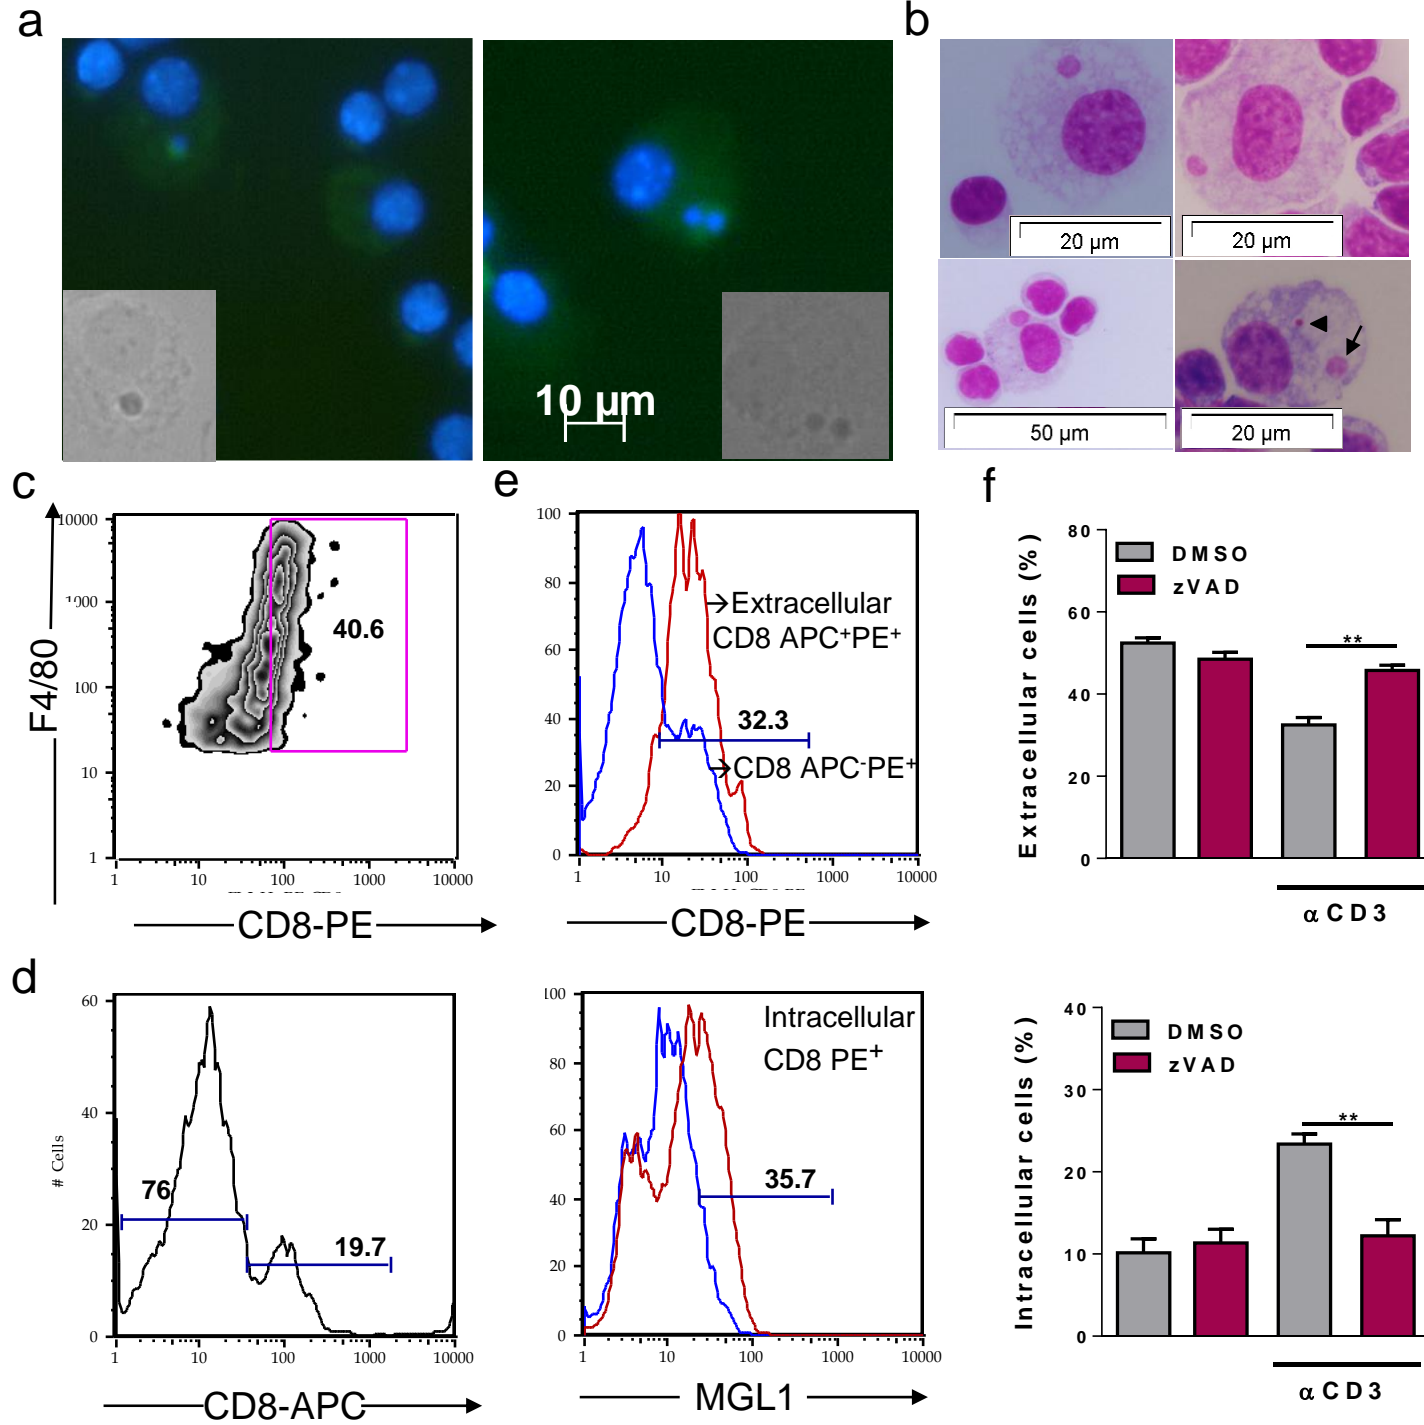 a
b
10 µm
20 µm
20 µm
50 µm
20 µm
c
10000
1000
100
10
1
F4/80
40.6
1
10
100
1000
10000
CD8-PE
e
100
80
60
40
20
0
→Extracellular
CD8 APC⁺PE⁺
32.3
→CD8 APC⁻PE⁺
1
10
100
1000
10000
CD8-PE
f
Extracellular cells (%)
80
60
40
20
0
DMSO
zVAD
**
αCD3
d
# Cells
60
40
20
0
76
19.7
1
10
100
1000
10000
CD8-APC
100
80
60
40
20
0
Intracellular
CD8 PE⁺
35.7
1
10
100
1000
10000
MGL1
Intracellular cells (%)
40
30
20
10
0
DMSO
zVAD
**
αCD3